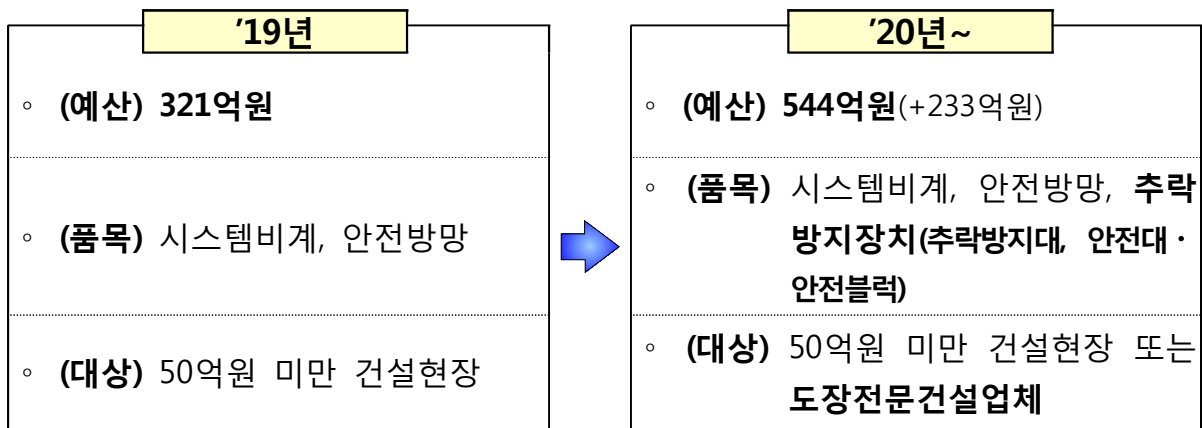 '19년
◦ (예산) 321억원
◦ (품목) 시스템비계, 안전방망
◦ (대상) 50억원 미만 건설현장
'20년~
◦ (예산) 544억원(+233억원)
◦ (품목) 시스템비계, 안전방망, 추락
방지장치(추락방지대, 안전대·
안전블럭)
◦ (대상) 50억원 미만 건설현장 또는
도장전문건설업체